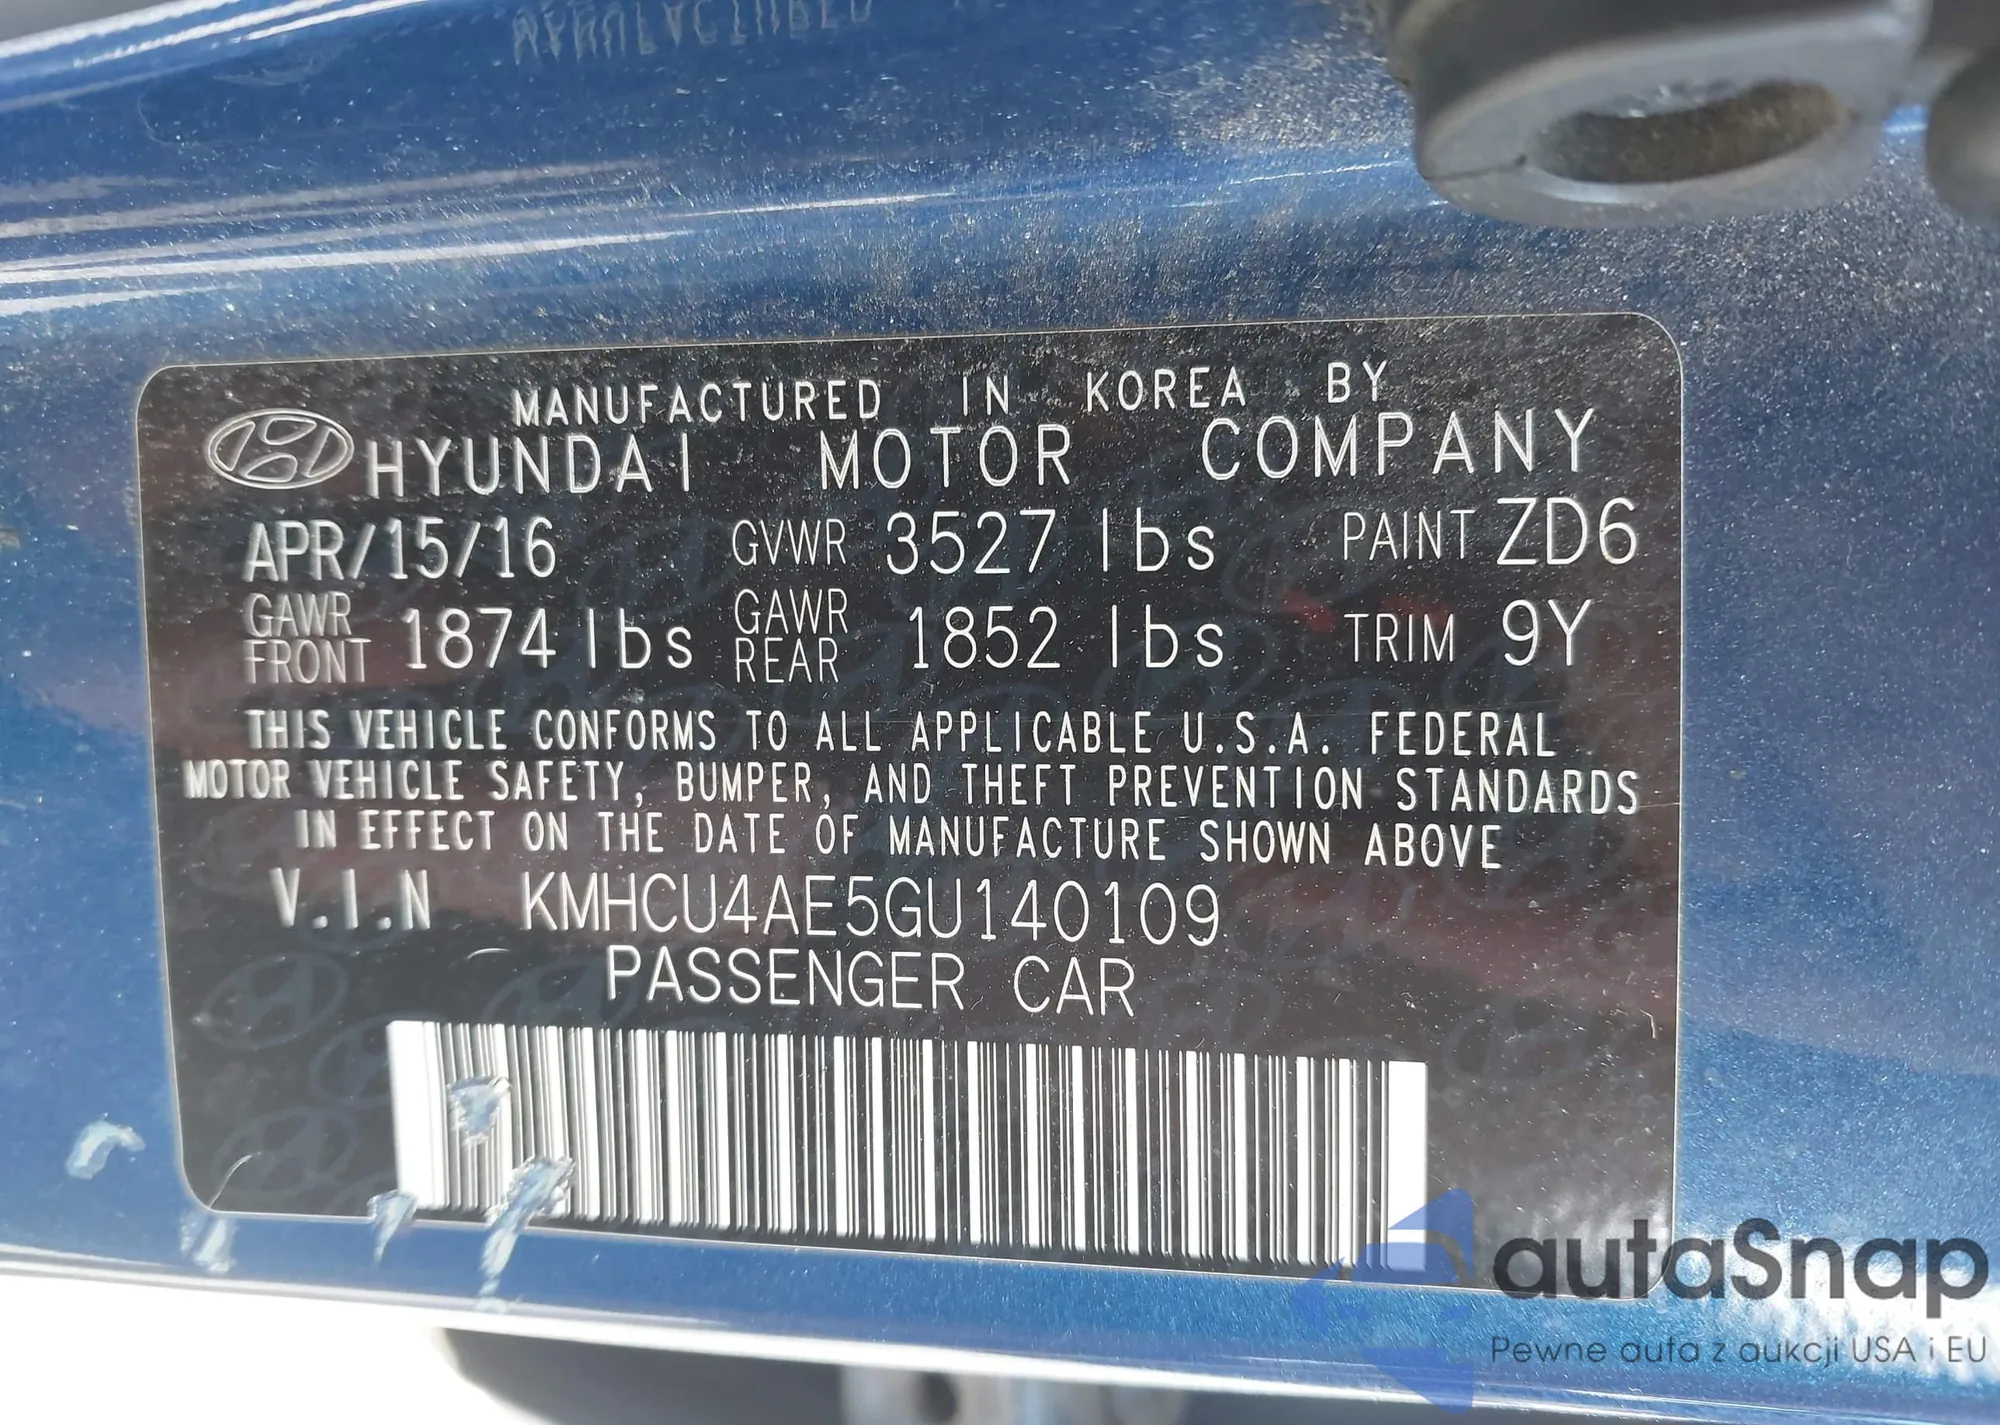 MANUFACTURED
MANUFACTURED IN KOREA BY
HYUNDAI MOTOR COMPANY
APR/15/16 GVWR 3527 lbs PAINT ZD6
GAWR FRONT 1874 lbs GAWR REAR 1852 lbs TRIM 9Y
THIS VEHICLE CONFORMS TO ALL APPLICABLE U.S.A. FEDERAL
MOTOR VEHICLE SAFETY, BUMPER, AND THEFT PREVENTION STANDARDS
IN EFFECT ON THE DATE OF MANUFACTURE SHOWN ABOVE
V.I.N KMHCU4AE5GU140109
PASSENGER CAR
autaSnap
Pewne auta z aukcji USA i EU